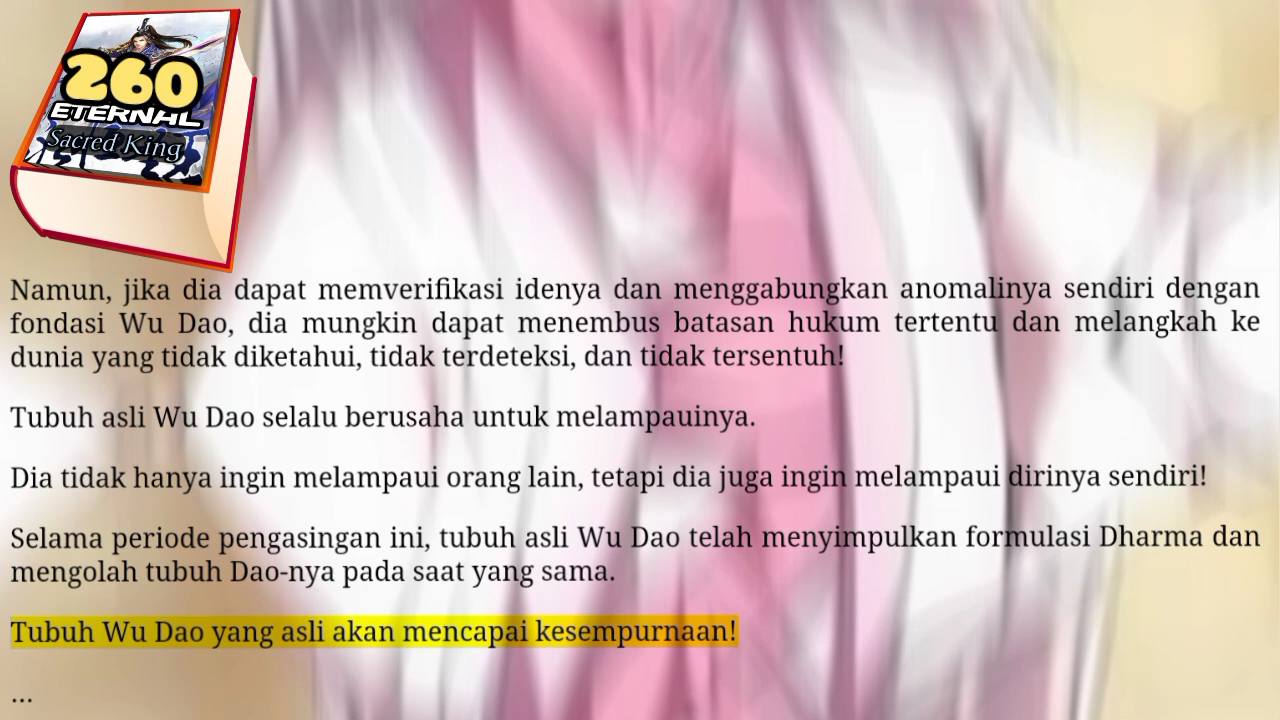 260
ETERNAL
Sacred King
Namun, jika dia dapat memverifikasi idenya dan menggabungkan anomalinya sendiri dengan
fondasi Wu Dao, dia mungkin dapat menembus batasan hukum tertentu dan melangkah ke
dunia yang tidak diketahui, tidak terdeteksi, dan tidak tersentuh!
Tubuh asli Wu Dao selalu berusaha untuk melampauinya.
Dia tidak hanya ingin melampaui orang lain, tetapi dia juga ingin melampaui dirinya sendiri!
Selama periode pengasingan ini, tubuh asli Wu Dao telah menyimpulkan formulasi Dharma dan
mengolah tubuh Dao-nya pada saat yang sama.
Tubuh Wu Dao yang asli akan mencapai kesempurnaan!
...